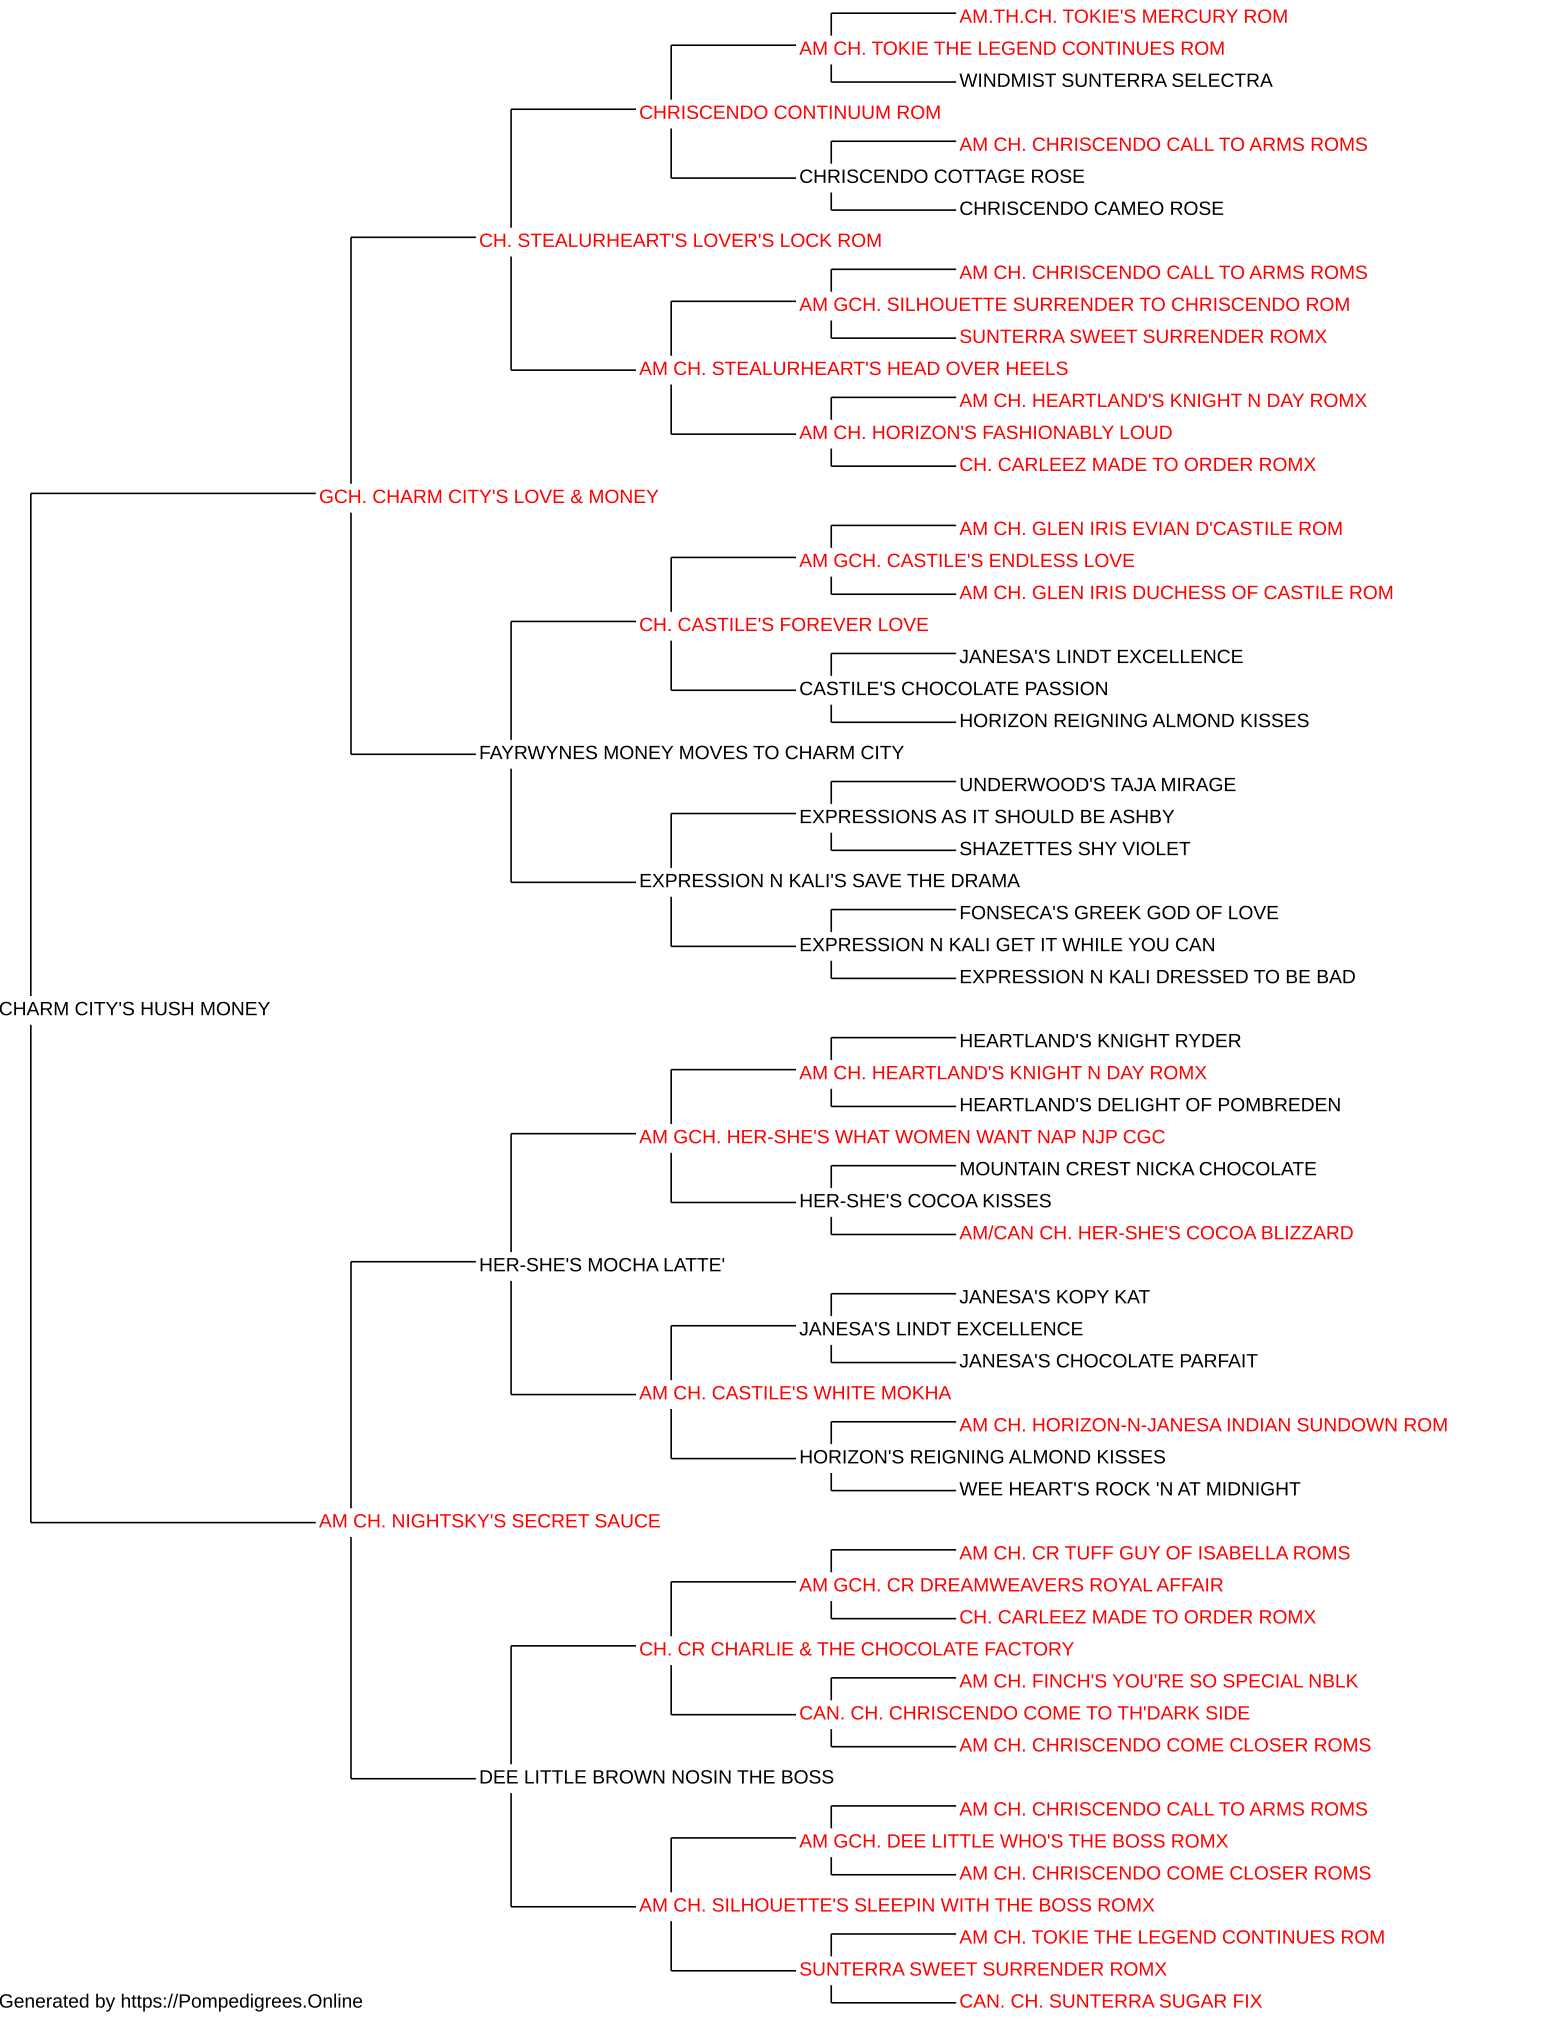 AM.TH.CH. TOKIE'S MERCURY ROM
AM CH. TOKIE THE LEGEND CONTINUES ROM
WINDMIST SUNTERRA SELECTRA
CHRISCENDO CONTINUUM ROM
AM CH. CHRISCENDO CALL TO ARMS ROMS
CHRISCENDO COTTAGE ROSE
CHRISCENDO CAMEO ROSE
CH. STEALURHEART'S LOVER'S LOCK ROM
AM CH. CHRISCENDO CALL TO ARMS ROMS
AM GCH. SILHOUETTE SURRENDER TO CHRISCENDO ROM
SUNTERRA SWEET SURRENDER ROMX
AM CH. STEALURHEART'S HEAD OVER HEELS
AM CH. HEARTLAND'S KNIGHT N DAY ROMX
AM CH. HORIZON'S FASHIONABLY LOUD
CH. CARLEEZ MADE TO ORDER ROMX
GCH. CHARM CITY'S LOVE & MONEY
AM CH. GLEN IRIS EVIAN D'CASTILE ROM
AM GCH. CASTILE'S ENDLESS LOVE
AM CH. GLEN IRIS DUCHESS OF CASTILE ROM
CH. CASTILE'S FOREVER LOVE
JANESA'S LINDT EXCELLENCE
CASTILE'S CHOCOLATE PASSION
HORIZON REIGNING ALMOND KISSES
FAYRWYNES MONEY MOVES TO CHARM CITY
UNDERWOOD'S TAJA MIRAGE
EXPRESSIONS AS IT SHOULD BE ASHBY
SHAZETTES SHY VIOLET
EXPRESSION N KALI'S SAVE THE DRAMA
FONSECA'S GREEK GOD OF LOVE
EXPRESSION N KALI GET IT WHILE YOU CAN
EXPRESSION N KALI DRESSED TO BE BAD
CHARM CITY'S HUSH MONEY
HEARTLAND'S KNIGHT RYDER
AM CH. HEARTLAND'S KNIGHT N DAY ROMX
HEARTLAND'S DELIGHT OF POMBREDEN
AM GCH. HER-SHE'S WHAT WOMEN WANT NAP NJP CGC
MOUNTAIN CREST NICKA CHOCOLATE
HER-SHE'S COCOA KISSES
AM/CAN CH. HER-SHE'S COCOA BLIZZARD
HER-SHE'S MOCHA LATTE'
JANESA'S KOPY KAT
JANESA'S LINDT EXCELLENCE
JANESA'S CHOCOLATE PARFAIT
AM CH. CASTILE'S WHITE MOKHA
AM CH. HORIZON-N-JANESA INDIAN SUNDOWN ROM
HORIZON'S REIGNING ALMOND KISSES
WEE HEART'S ROCK 'N AT MIDNIGHT
AM CH. NIGHTSKY'S SECRET SAUCE
AM CH. CR TUFF GUY OF ISABELLA ROMS
AM GCH. CR DREAMWEAVERS ROYAL AFFAIR
CH. CARLEEZ MADE TO ORDER ROMX
CH. CR CHARLIE & THE CHOCOLATE FACTORY
AM CH. FINCH'S YOU'RE SO SPECIAL NBLK
CAN. CH. CHRISCENDO COME TO TH'DARK SIDE
AM CH. CHRISCENDO COME CLOSER ROMS
DEE LITTLE BROWN NOSIN THE BOSS
AM CH. CHRISCENDO CALL TO ARMS ROMS
AM GCH. DEE LITTLE WHO'S THE BOSS ROMX
AM CH. CHRISCENDO COME CLOSER ROMS
AM CH. SILHOUETTE'S SLEEPIN WITH THE BOSS ROMX
AM CH. TOKIE THE LEGEND CONTINUES ROM
SUNTERRA SWEET SURRENDER ROMX
CAN. CH. SUNTERRA SUGAR FIX
Generated by https://Pompedigrees.Online